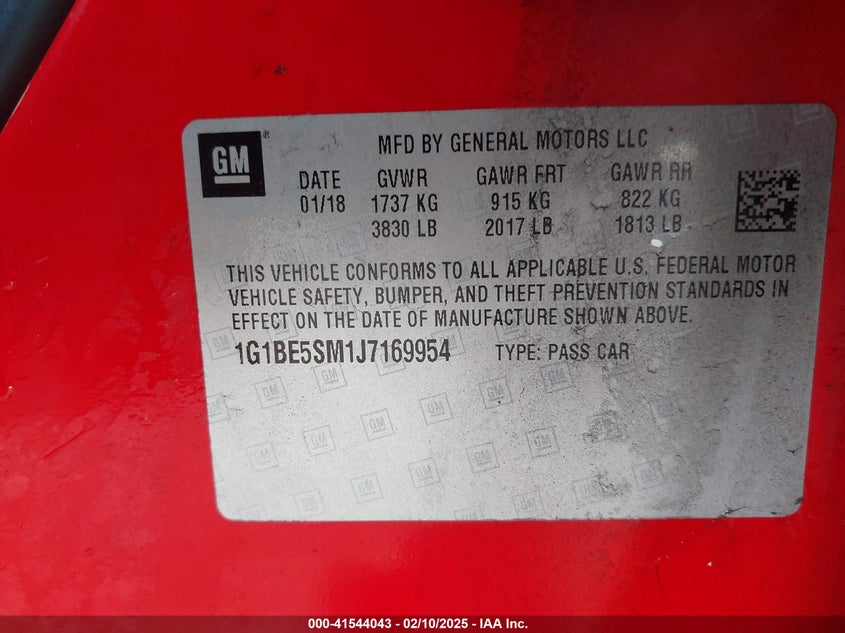 GM
MFD BY GENERAL MOTORS LLC
DATE GVWR GAWR FRT GAWR RR
01/18 1737 KG 915 KG 822 KG
3830 LB 2017 LB 1813 LB
THIS VEHICLE CONFORMS TO ALL APPLICABLE U.S. FEDERAL MOTOR
VEHICLE SAFETY, BUMPER, AND THEFT PREVENTION STANDARDS IN
EFFECT ON THE DATE OF MANUFACTURE SHOWN ABOVE.
1G1BE5SM1J7169954 TYPE: PASS CAR
000-41544043 - 02/10/2025 - IAA Inc.